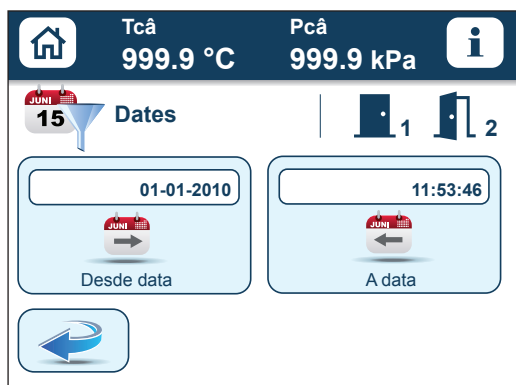 Tcâ
999.9 °C
Pcâ
999.9 kPa
i
JUNI
15
Dates
1
2
01-01-2010
JUNI
Desde data
11:53:46
JUNI
A data